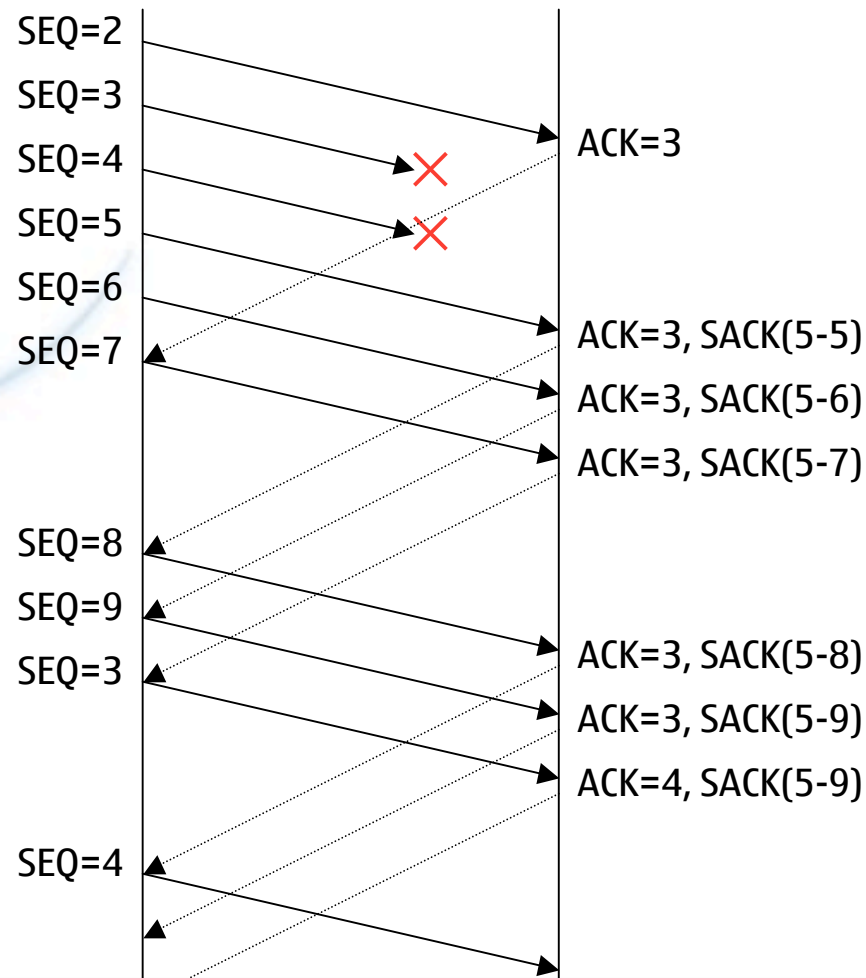 SEQ=2
SEQ=3
ACK=3
SEQ=4
SEQ=5
SEQ=6
ACK=3, SACK(5-5)
SEQ=7
ACK=3, SACK(5-6)
ACK=3, SACK(5-7)
SEQ=8
SEQ=9
ACK=3, SACK(5-8)
SEQ=3
ACK=3, SACK(5-9)
ACK=4, SACK(5-9)
SEQ=4